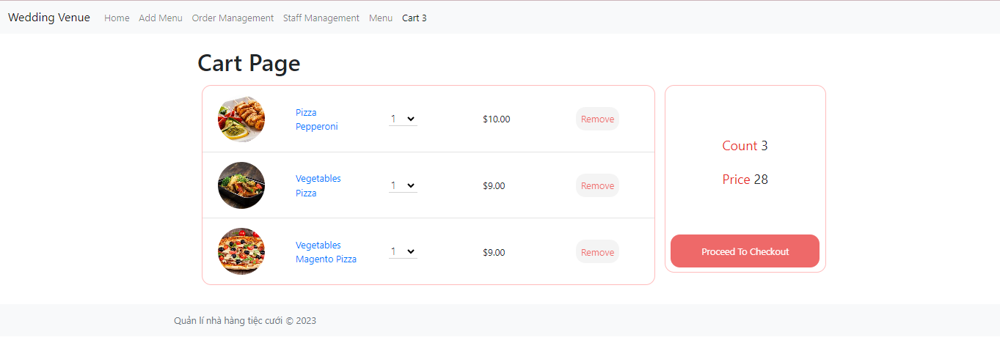 Wedding Venue Home Add Menu Order Management Staff Management Menu Cart 3
Cart Page
Pizza
Pepperoni
1
$10.00
Remove
Vegetables
Pizza
1
$9.00
Remove
Vegetables
Magento Pizza
1
$9.00
Remove
Count 3
Price 28
Proceed To Checkout
Quản lí nhà hàng tiệc cưới © 2023